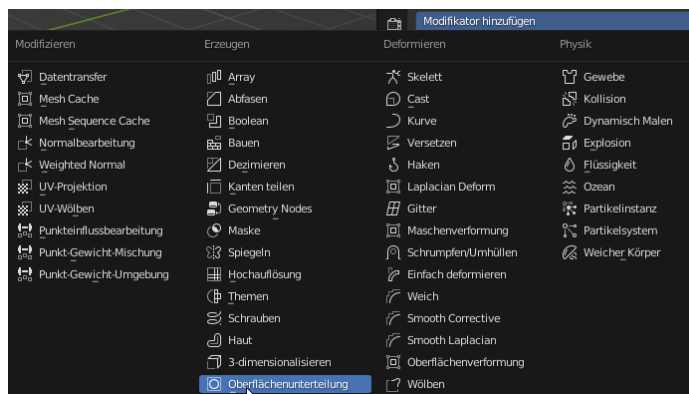 Modifikator hinzufügen
Modifizieren
Datentransfer
Mesh Cache
Mesh Sequence Cache
Normalbearbeitung
Weighted Normal
UV-Projektion
UV-Wölben
Punkteinflussbearbeitung
Punkt-Gewicht-Mischung
Punkt-Gewicht-Umgebung
Erzeugen
Array
Abfasen
Boolean
Bauen
Dezimieren
Kanten teilen
Geometry Nodes
Maske
Spiegeln
Hochauflösung
Themen
Schrauben
Haut
3-dimensionalisieren
Oberflächenunterteilung
Deformieren
Skelett
Cast
Kurve
Versetzen
Haken
Laplacian Deform
Gitter
Maschenverformung
Schrumpfen/Umhüllen
Einfach deformieren
Weich
Smooth Corrective
Smooth Laplacian
Oberflächenverformung
Wölben
Physik
Gewebe
Kollision
Dynamisch Malen
Explosion
Flüssigkeit
Ozean
Partikelinstanz
Partikelsystem
Weicher Körper